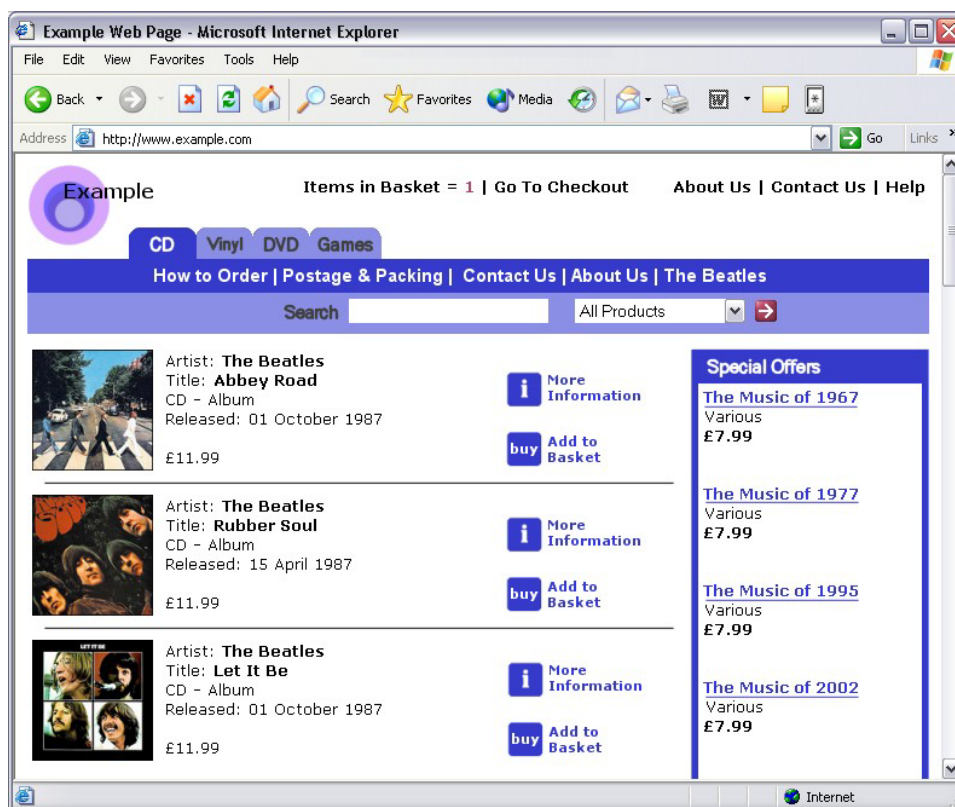 Example Web Page - Microsoft Internet Explorer
File Edit View Favorites Tools Help
Back Search Favorites Media
Address http://www.example.com Go Links »
Example
Items in Basket = 1 | Go To Checkout About Us | Contact Us | Help
CD Vinyl DVD Games
How to Order | Postage & Packing | Contact Us | About Us | The Beatles
Search All Products
Artist: The Beatles
Title: Abbey Road
CD - Album
Released: 01 October 1987
£11.99
i More
Information
buy Add to
Basket
Artist: The Beatles
Title: Rubber Soul
CD - Album
Released: 15 April 1987
£11.99
i More
Information
buy Add to
Basket
LET IT BE
Artist: The Beatles
Title: Let It Be
CD - Album
Released: 01 October 1987
£11.99
i More
Information
buy Add to
Basket
Special Offers
The Music of 1967
Various
£7.99
The Music of 1977
Various
£7.99
The Music of 1995
Various
£7.99
The Music of 2002
Various
£7.99
Internet